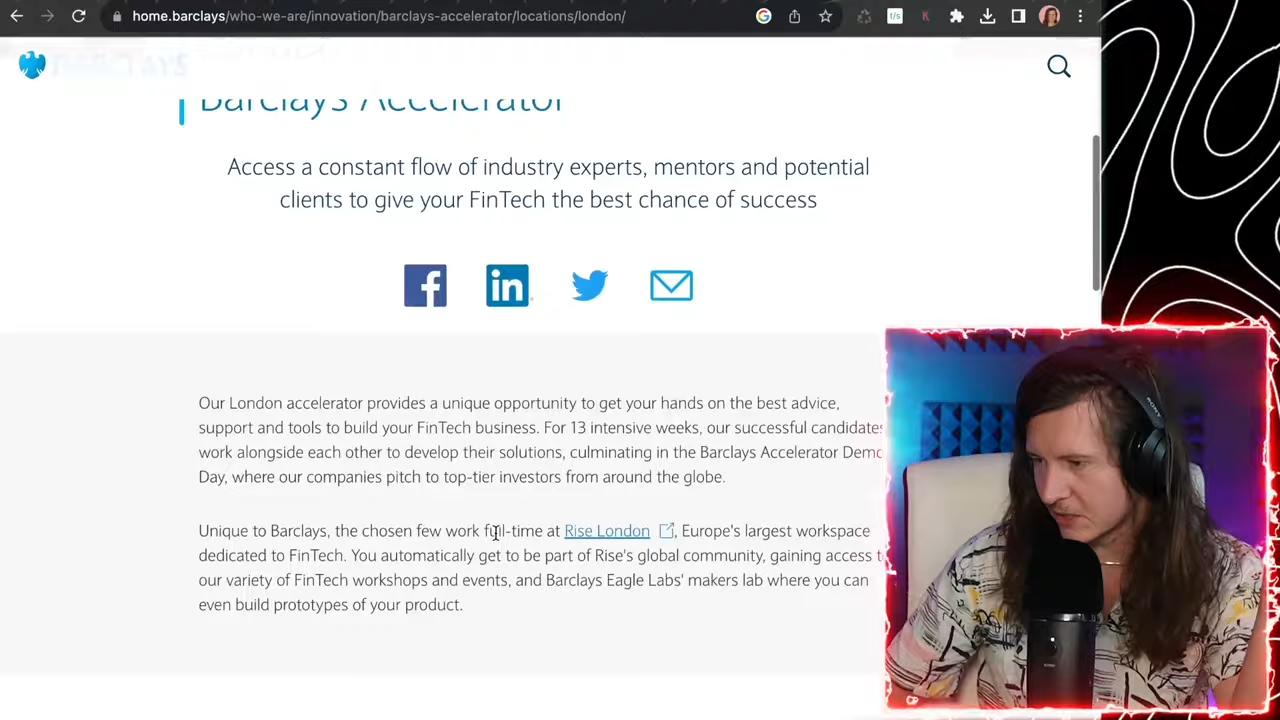 home.barclays/who-we-are/innovation/barclays-accelerator/locations/london/
t/s
K
Barclays Accelerator
Access a constant flow of industry experts, mentors and potential
clients to give your FinTech the best chance of success
f
in
Our London accelerator provides a unique opportunity to get your hands on the best advice,
support and tools to build your FinTech business. For 13 intensive weeks, our successful candidates
work alongside each other to develop their solutions, culminating in the Barclays Accelerator Demo
Day, where our companies pitch to top-tier investors from around the globe.
Unique to Barclays, the chosen few work full-time at Rise London, Europe's largest workspace
dedicated to FinTech. You automatically get to be part of Rise's global community, gaining access t
our variety of FinTech workshops and events, and Barclays Eagle Labs' makers lab where you can
even build prototypes of your product.
SONY